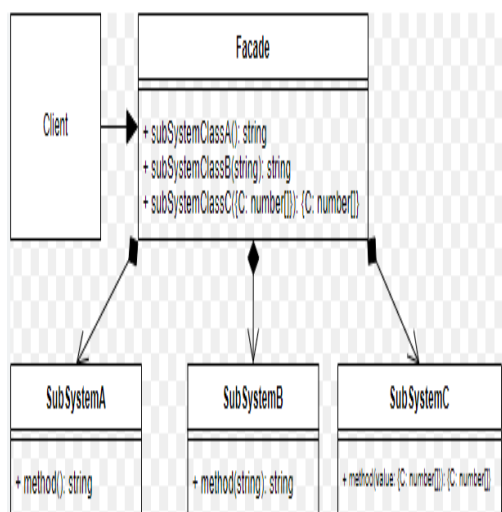 Client
Facade
+ subSystemClassA(): string
+ subSystemClassB(string): string
+ subSystemClassC({C: number[]}): {C: number[]}
SubSystemA
+ method(): string
SubSystemB
+ method(string): string
SubSystemC
+ method(value: {C: number[]}): {C: number[]}